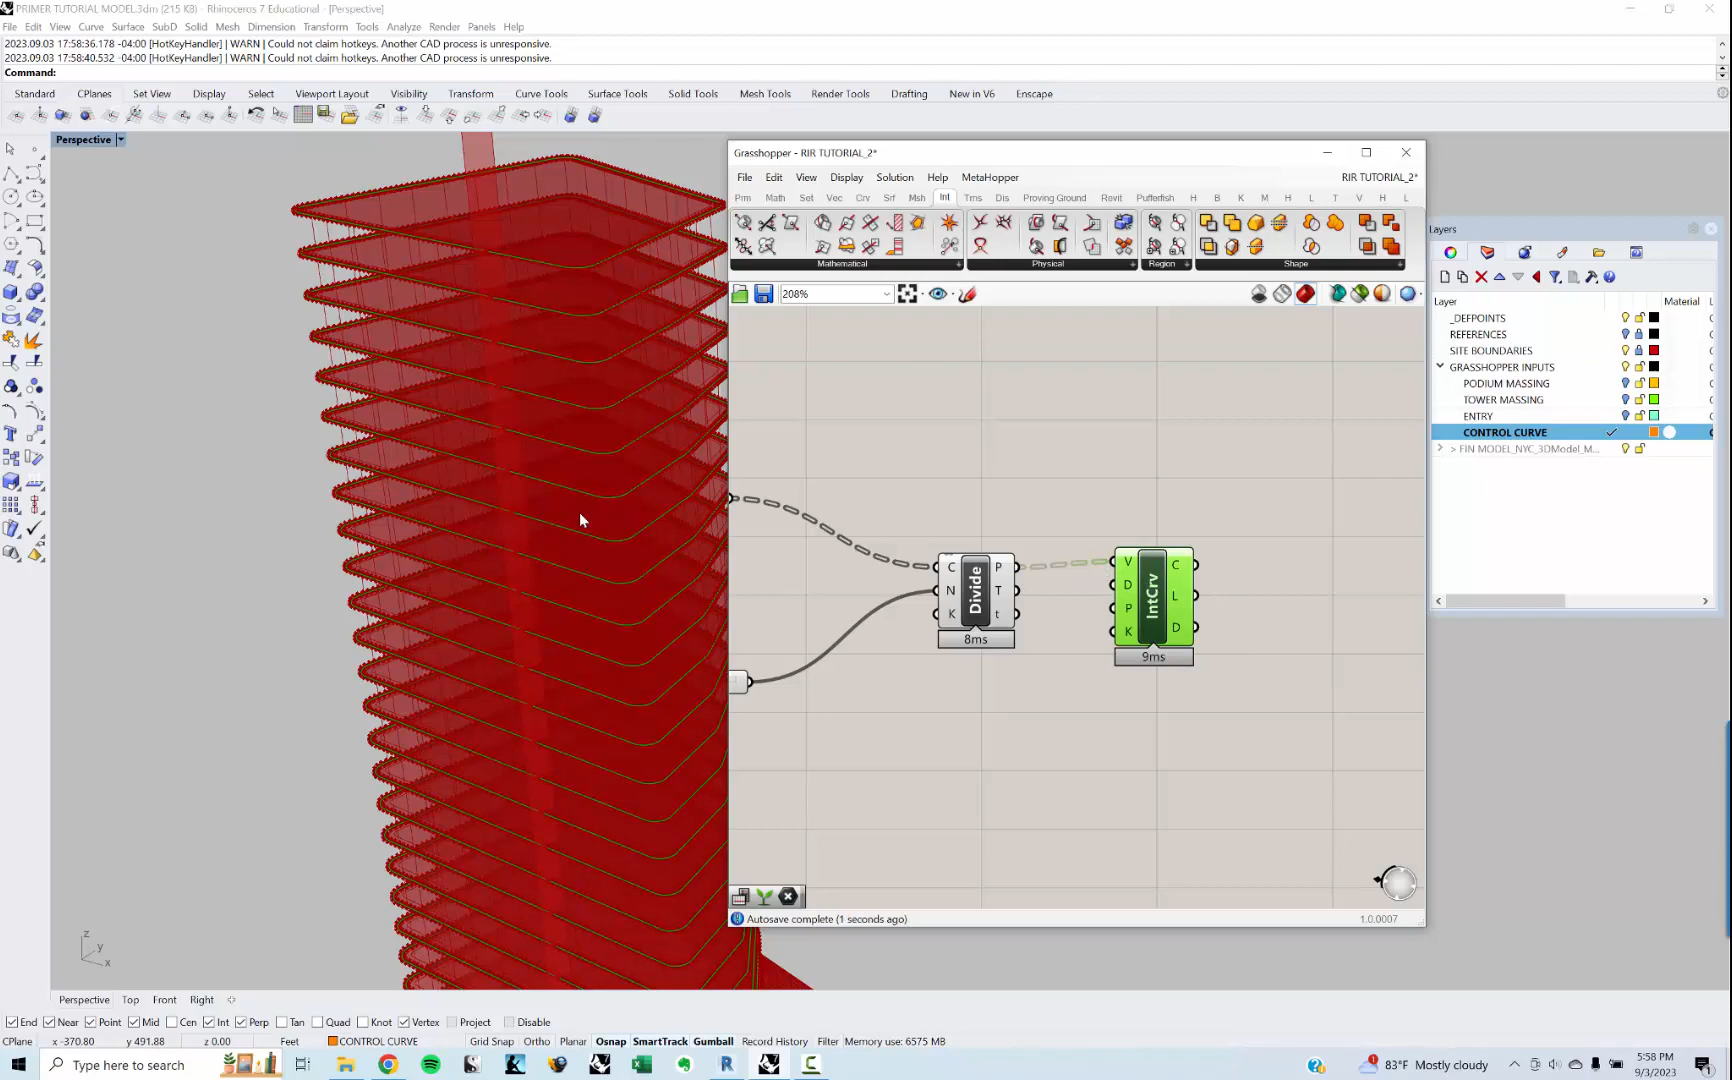 PRIMER TUTORIAL MODEL.3dm (215 KB) - Rhinoceros 7 Educational - [Perspective]
File Edit View Curve Surface SubD Solid Mesh Dimension Transform Tools Analyze Render Panels Help
2023.09.03 17:58:36.178 -04:00 [HotKeyHandler] | WARN | Could not claim hotkeys. Another CAD process is unresponsive.
2023.09.03 17:58:40.532 -04:00 [HotKeyHandler] | WARN | Could not claim hotkeys. Another CAD process is unresponsive.
Command:
Standard CPlanes Set View Display Select Viewport Layout Visibility Transform Curve Tools Surface Tools Solid Tools Mesh Tools Render Tools Drafting New in V6 Enscape
Perspective
Grasshopper - RIR TUTORIAL_2*
File Edit View Display Solution Help MetaHopper RIR TUTORIAL_2*
Prm Math Set Vec Crv Srf Msh Int Trns Dis Proving Ground Revit Pufferfish H B K M H L T V H L
Mathematical Physical Region Shape
208%
C P
N Divide T
K t
8ms
V C
D
P IntCrv L
K D
9ms
Autosave complete (1 seconds ago) 1.0.0007
Layers
Layer Material L
_DEFPOINTS
REFERENCES
SITE BOUNDARIES
GRASSHOPPER INPUTS
PODIUM MASSING
TOWER MASSING
ENTRY
CONTROL CURVE
> FIN MODEL_NYC_3DModel_M...
z
y
x
Perspective Top Front Right
End Near Point Mid Cen Int Perp Tan Quad Knot Vertex Project Disable
CPlane x -370.80 y 491.88 z 0.00 Feet CONTROL CURVE Grid Snap Ortho Planar Osnap SmartTrack Gumball Record History Filter Memory use: 6575 MB
Type here to search
83°F Mostly cloudy
5:58 PM
9/3/2023